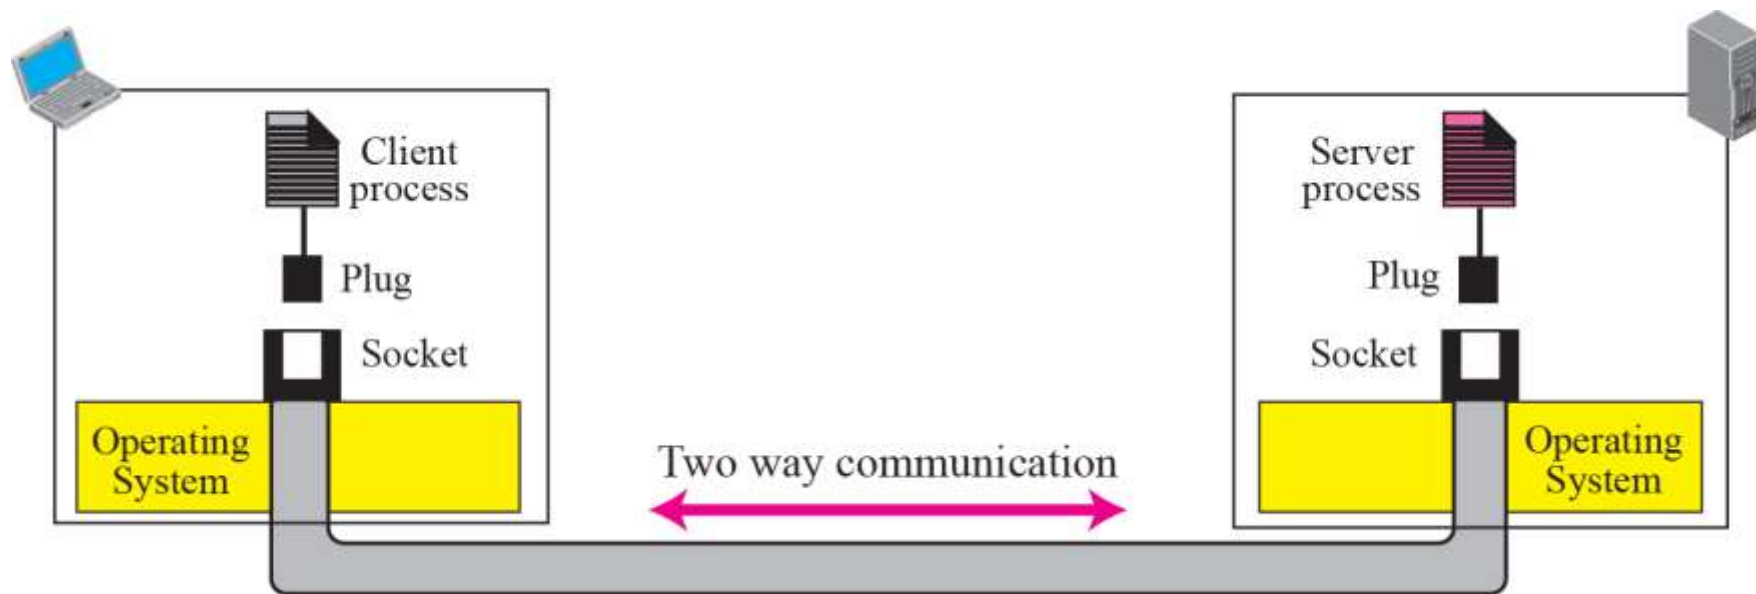 Client
process
Plug
Socket
Operating
System
Two way communication
Server
process
Plug
Socket
Operating
System